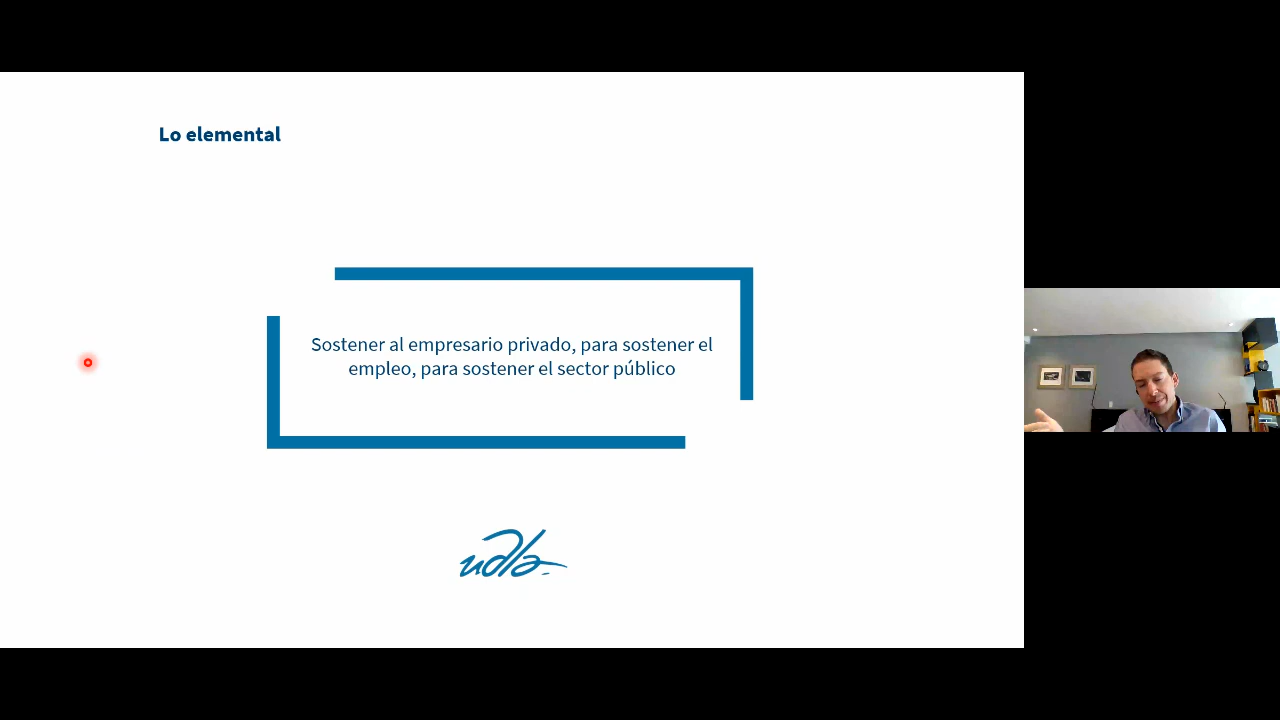 Lo elemental
Sostener al empresario privado, para sostener el
empleo, para sostener el sector público
udla